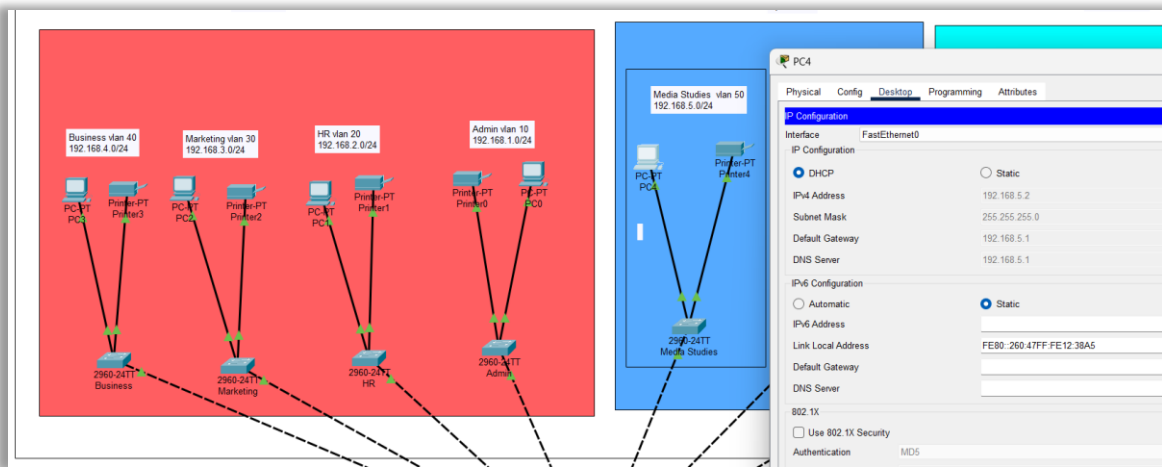 Business vlan 40
192.168.4.0/24
Marketing vlan 30
192.168.3.0/24
HR vlan 20
192.168.2.0/24
Admin vlan 10
192.168.1.0/24
PC-PT
PC3
Printer-PT
Printer3
PC-PT
PC2
Printer-PT
Printer2
PC-PT
PC1
Printer-PT
Printer1
Printer-PT
Printer0
PC-PT
PC0
2960-24TT
Business
2960-24TT
Marketing
2960-24TT
HR
2960-24TT
Admin
Media Studies vlan 50
192.168.5.0/24
PC-PT
PC4
Printer-PT
Printer4
2960-24TT
Media Studies
PC4
Physical Config Desktop Programming Attributes
IP Configuration
Interface FastEthernet0
IP Configuration
DHCP Static
IPv4 Address 192.168.5.2
Subnet Mask 255.255.255.0
Default Gateway 192.168.5.1
DNS Server 192.168.5.1
IPv6 Configuration
Automatic Static
IPv6 Address
Link Local Address FE80::260:47FF:FE12:38A5
Default Gateway
DNS Server
802.1X
Use 802.1X Security
Authentication MD5